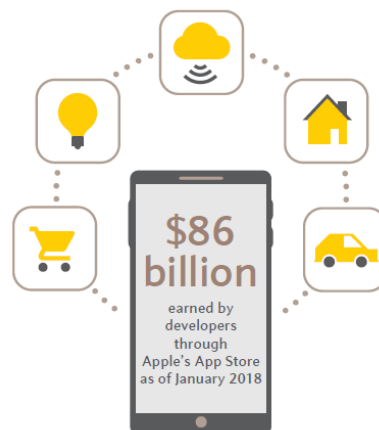 $86
billion
earned by
developers
through
Apple's App Store
as of January 2018